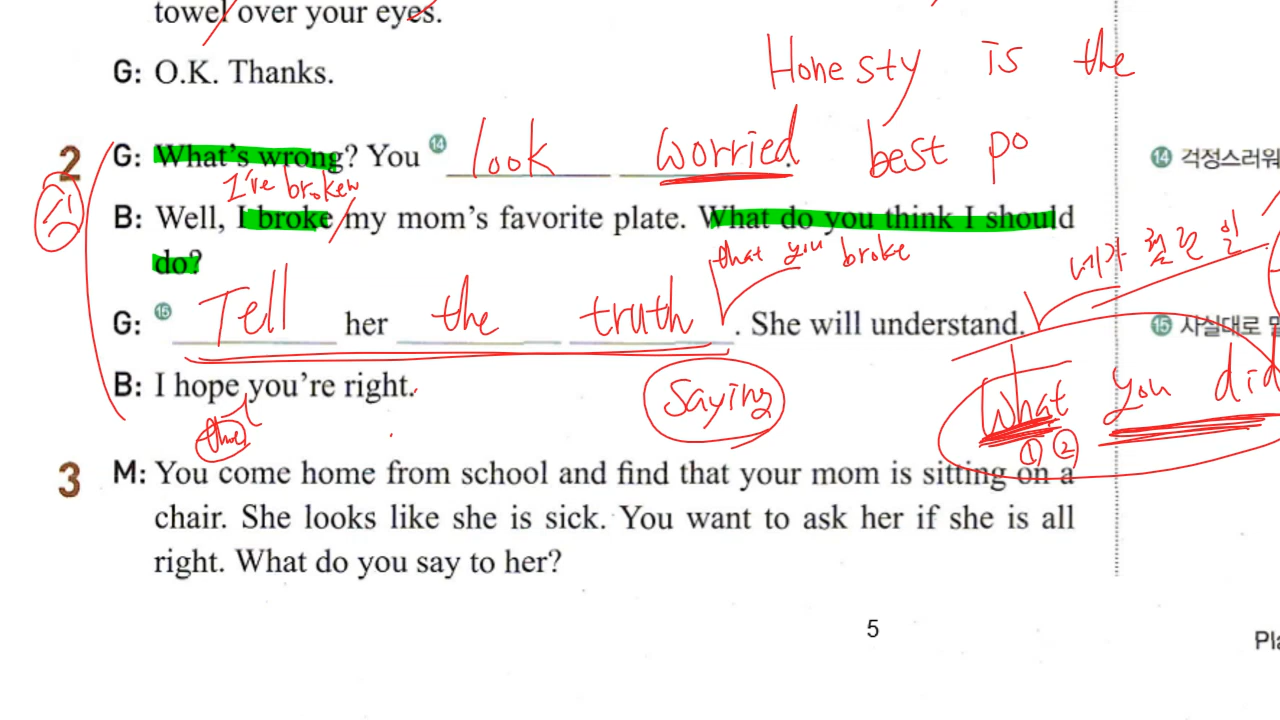 towel over your eyes.
Honesty is the
G: O.K. Thanks.
2 G: What's wrong? You 14 look worried. best po
14 걱정스러워
I've broken
중
B: Well, I broke my mom's favorite plate. What do you think I should
do?
that you broke
네가 한 일
G: 15 Tell her the truth. She will understand.
15 사실대로 말
B: I hope you're right.
that
Saying
What you did
① ②
3 M: You come home from school and find that your mom is sitting on a
chair. She looks like she is sick. You want to ask her if she is all
right. What do you say to her?
5
Pla